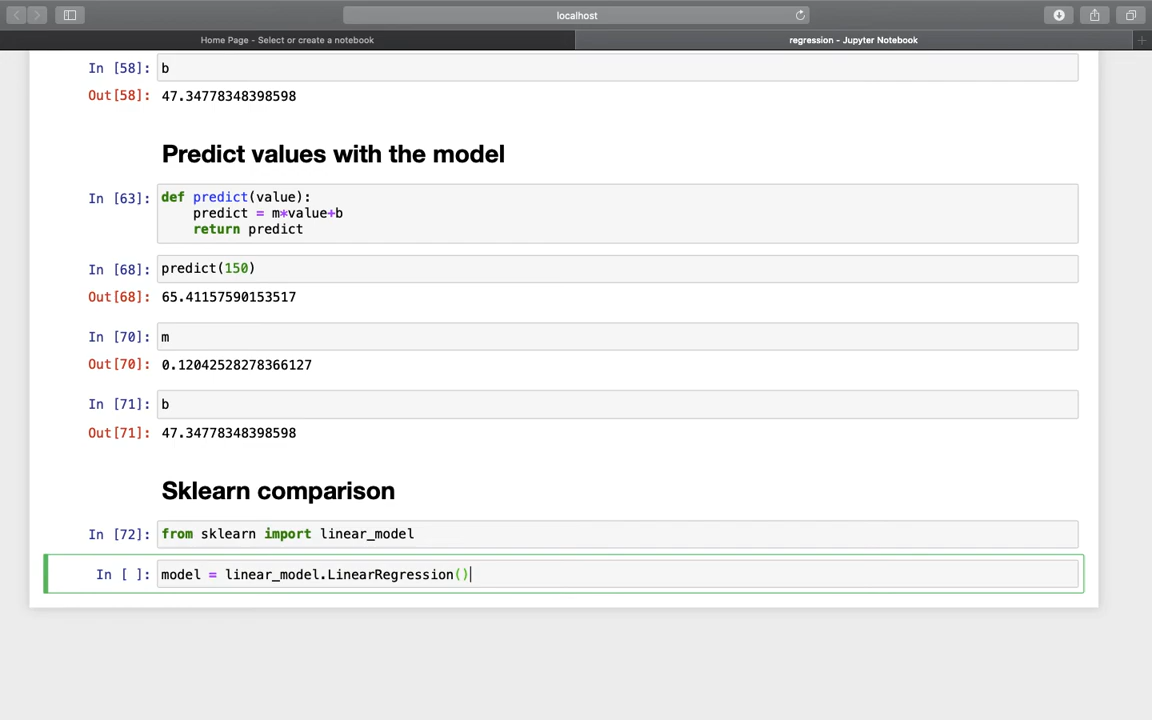 localhost
Home Page - Select or create a notebook
regression - Jupyter Notebook
In [58]: b
Out[58]: 47.34778348398598
Predict values with the model
In [63]: def predict(value):
predict = m*value+b
return predict
In [68]: predict(150)
Out[68]: 65.41157590153517
In [70]: m
Out[70]: 0.12042528278366127
In [71]: b
Out[71]: 47.34778348398598
Sklearn comparison
In [72]: from sklearn import linear_model
In [ ]: model = linear_model.LinearRegression()